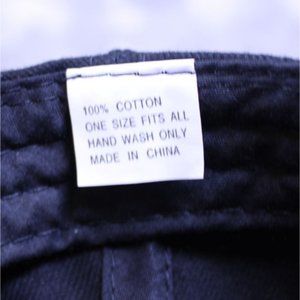 100% COTTON
ONE SIZE FITS ALL
HAND WASH ONLY
MADE IN CHINA